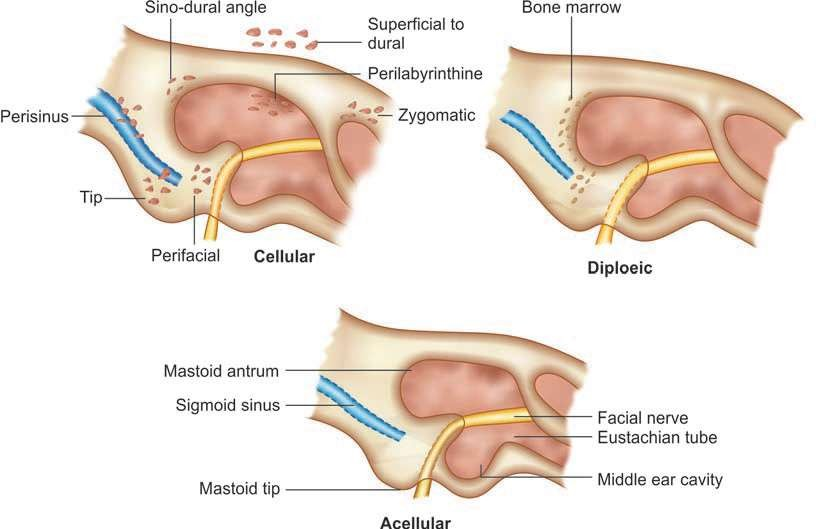 Sino-dural angle
Superficial to
dural
Perilabyrinthine
Zygomatic
Perisinus
Tip
Perifacial
Cellular
Bone marrow
Diploeic
Mastoid antrum
Sigmoid sinus
Mastoid tip
Facial nerve
Eustachian tube
Middle ear cavity
Acellular